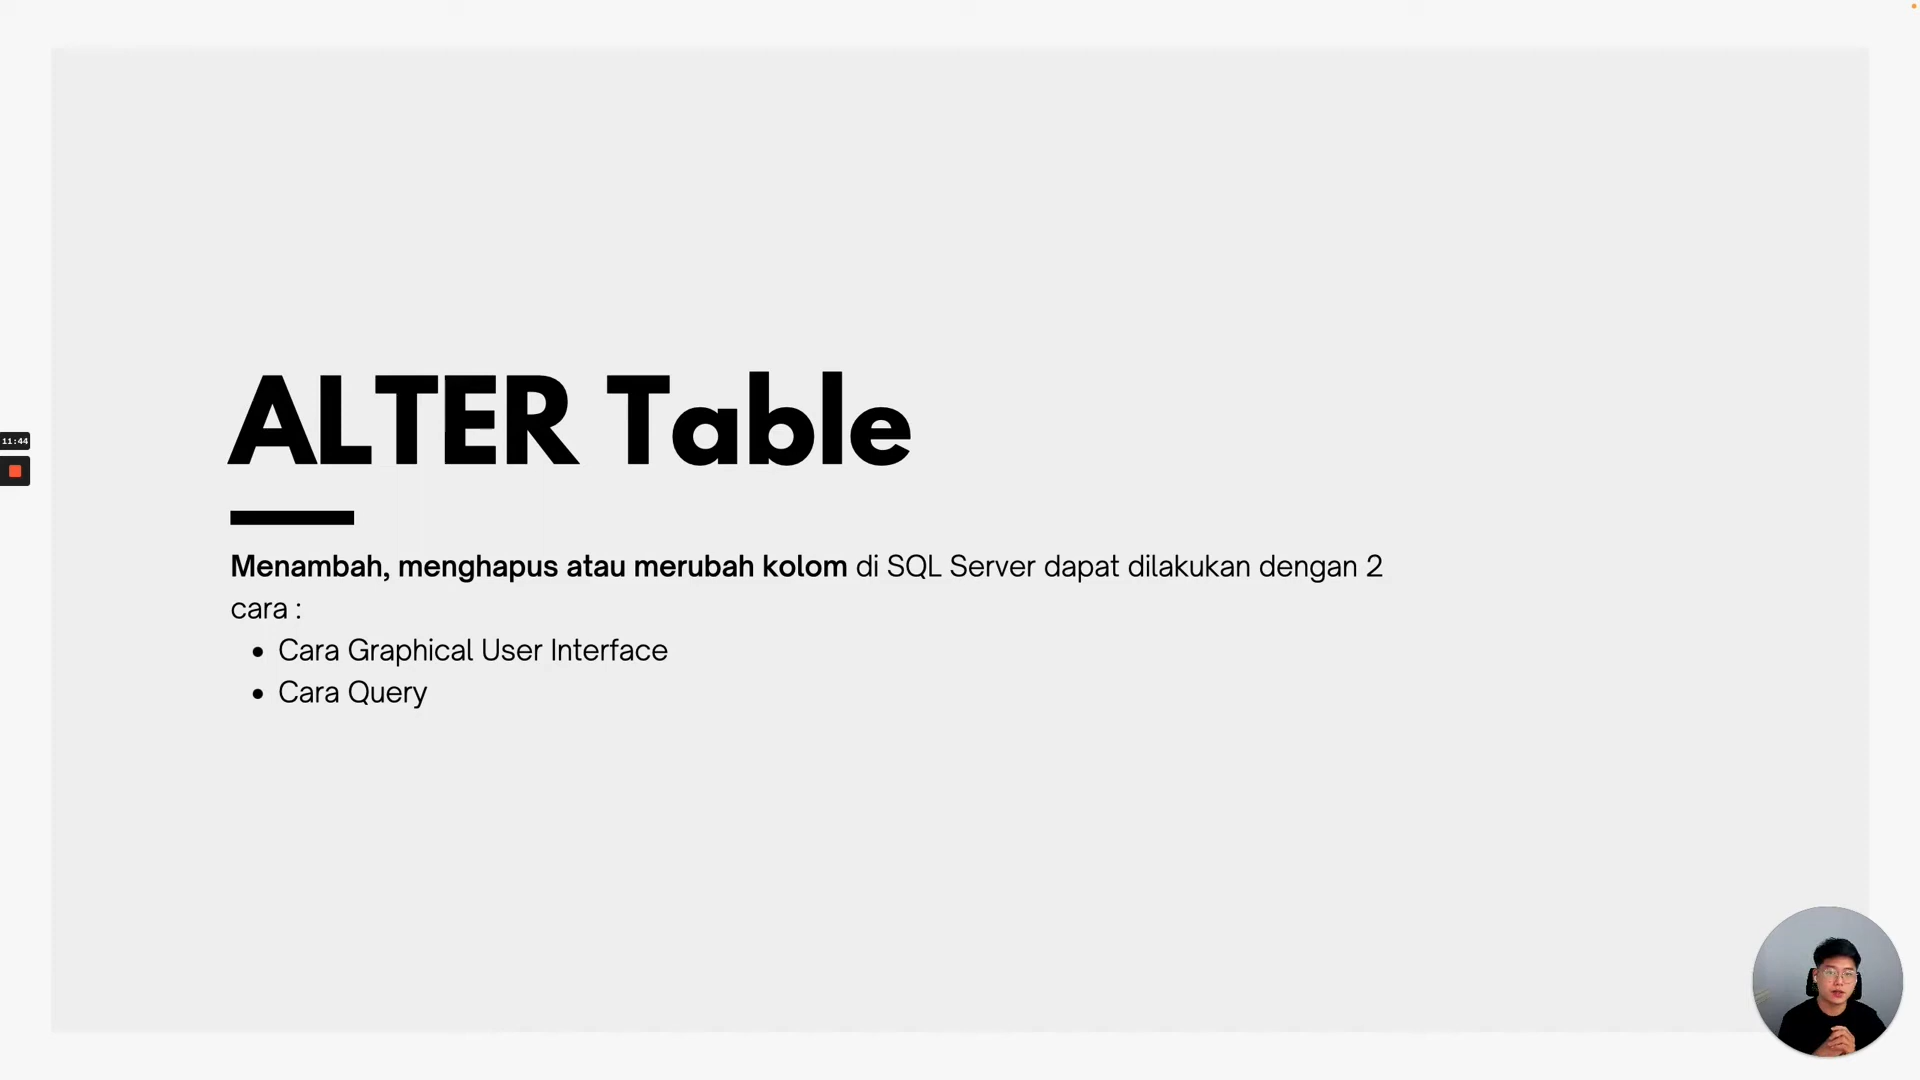 ALTER Table
11:44
Menambah, menghapus atau merubah kolom di SQL Server dapat dilakukan dengan 2
cara :
• Cara Graphical User Interface
• Cara Query